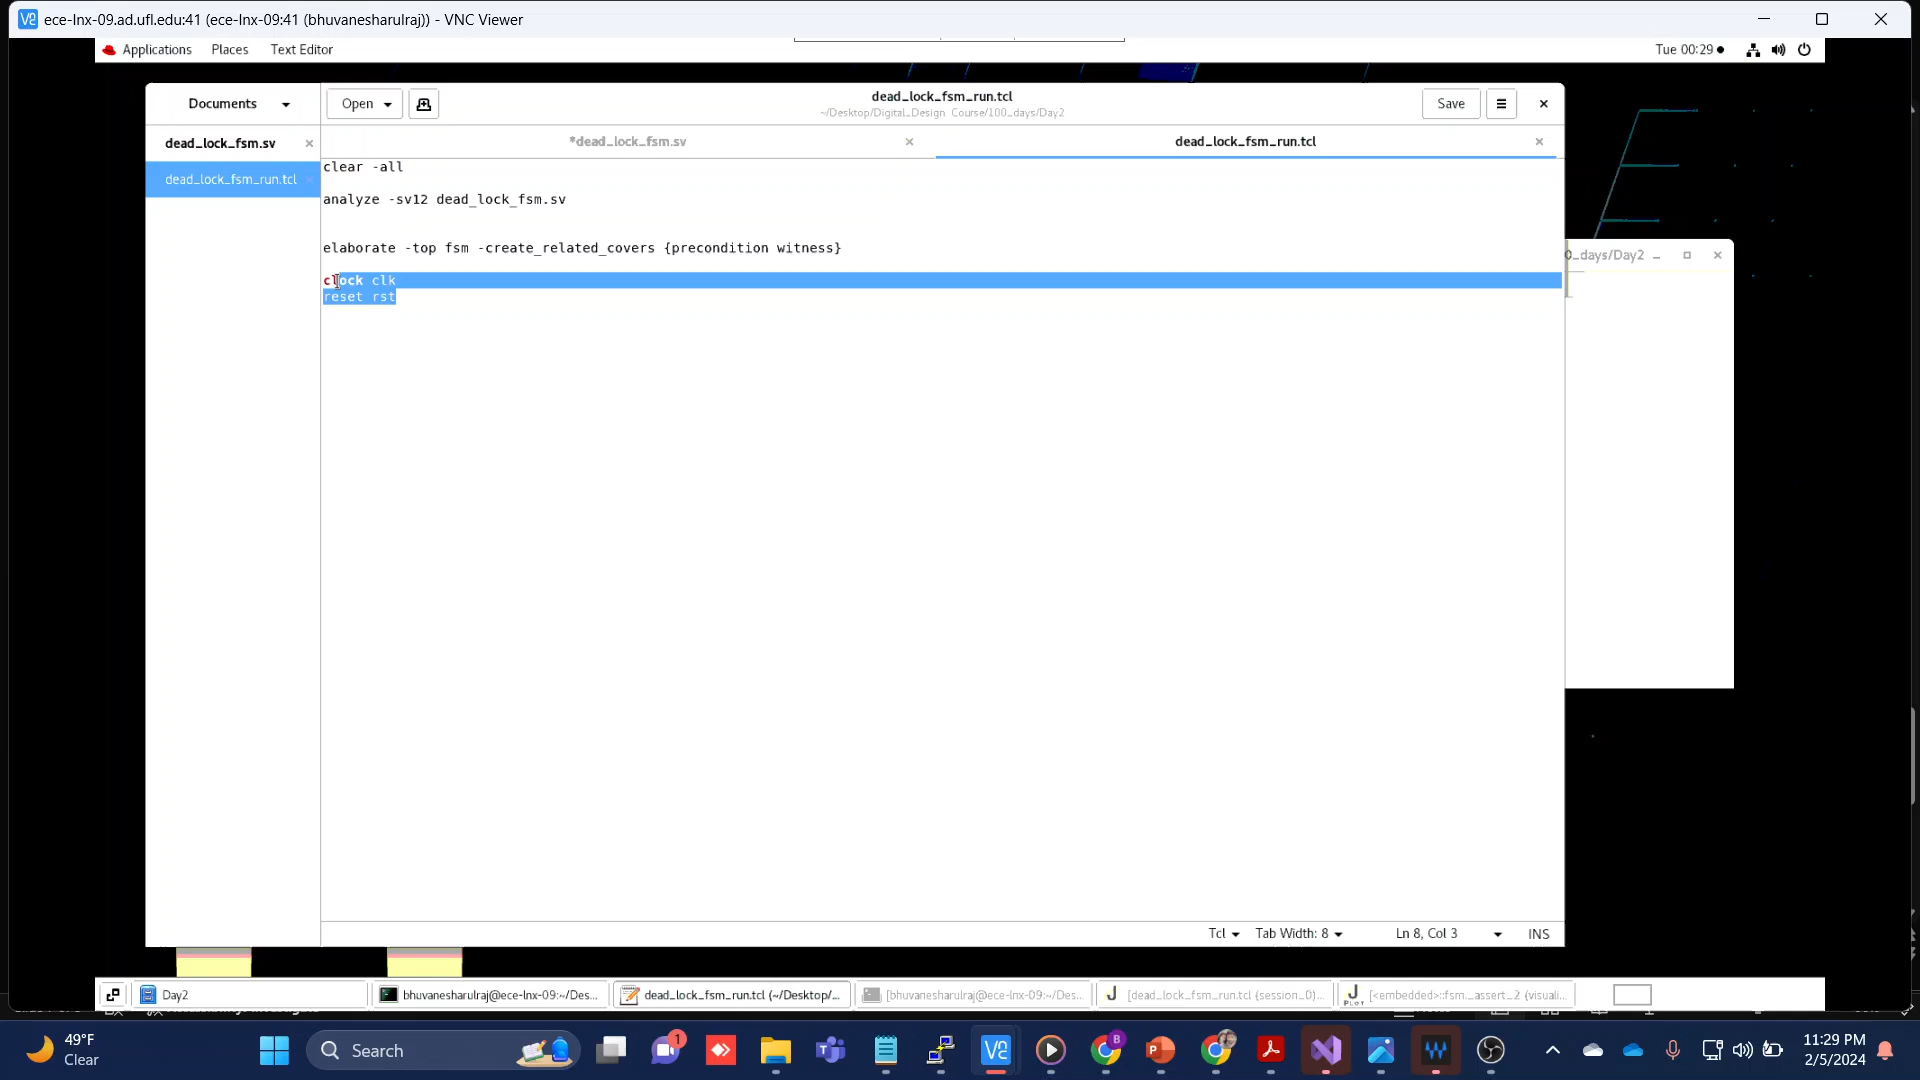 ece-lnx-09.ad.ufl.edu:41 (ece-lnx-09:41 (bhuvanesharulraj)) - VNC Viewer
Applications Places Text Editor Tue 00:29
Documents Open dead_lock_fsm_run.tcl Save
~/Desktop/Digital_Design Course/100_days/Day2
dead_lock_fsm.sv *dead_lock_fsm.sv dead_lock_fsm_run.tcl
dead_lock_fsm_run.tcl
clear -all
analyze -sv12 dead_lock_fsm.sv
elaborate -top fsm -create_related_covers {precondition witness}
clock clk
reset rst
0_days/Day2
Tcl Tab Width: 8 Ln 8, Col 3 INS
Day2 bhuvanesharulraj@ece-lnx-09:~/Des... dead_lock_fsm_run.tcl (~/Desktop/... [bhuvanesharulraj@ece-lnx-09:~/Des... [dead_lock_fsm_run.tcl (session_0)... [<embedded>::fsm._assert_2 (visuali...
49°F
Clear
Search
1
11:29 PM
2/5/2024